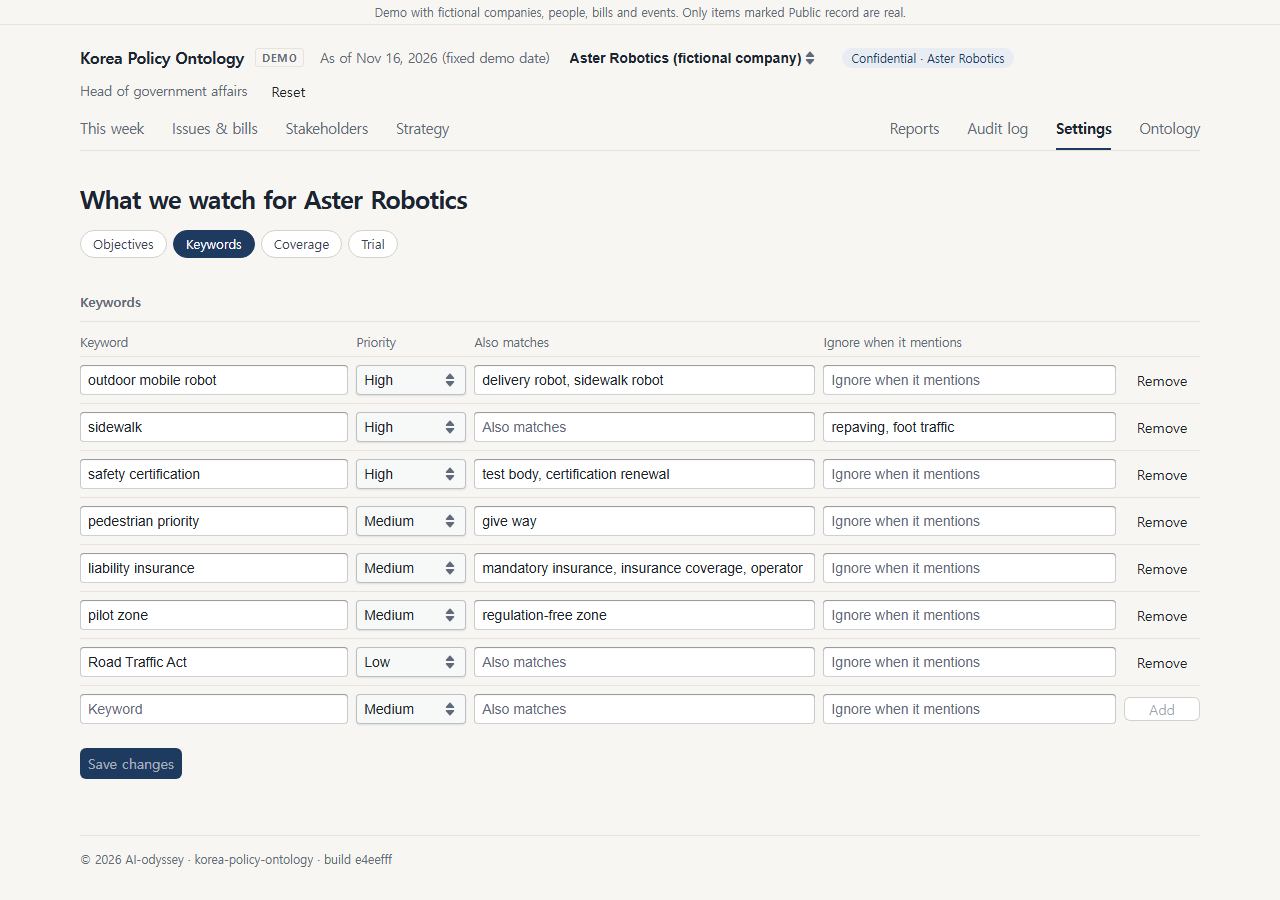 Demo with fictional companies, people, bills and events. Only items marked Public record are real.
Korea Policy Ontology DEMO As of Nov 16, 2026 (fixed demo date) Aster Robotics (fictional company) Confidential · Aster Robotics
Head of government affairs Reset
This week Issues & bills Stakeholders Strategy Reports Audit log Settings Ontology
What we watch for Aster Robotics
Objectives Keywords Coverage Trial
Keywords
Keyword Priority Also matches Ignore when it mentions
outdoor mobile robot High delivery robot, sidewalk robot Ignore when it mentions Remove
sidewalk High Also matches repaving, foot traffic Remove
safety certification High test body, certification renewal Ignore when it mentions Remove
pedestrian priority Medium give way Ignore when it mentions Remove
liability insurance Medium mandatory insurance, insurance coverage, operator Ignore when it mentions Remove
pilot zone Medium regulation-free zone Ignore when it mentions Remove
Road Traffic Act Low Also matches Ignore when it mentions Remove
Keyword Medium Also matches Ignore when it mentions Add
Save changes
© 2026 AI-odyssey · korea-policy-ontology · build e4eefff